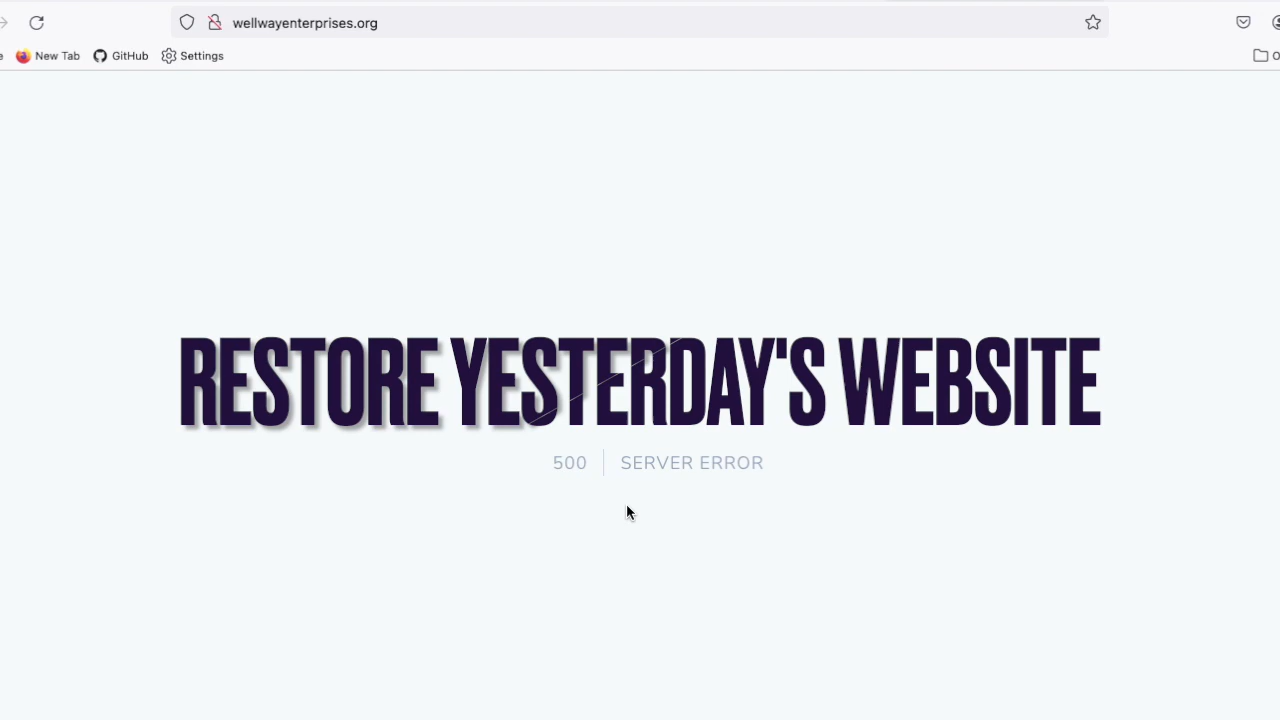 wellwayenterprises.org
New Tab GitHub Settings
RESTORE YESTERDAY'S WEBSITE
500 SERVER ERROR